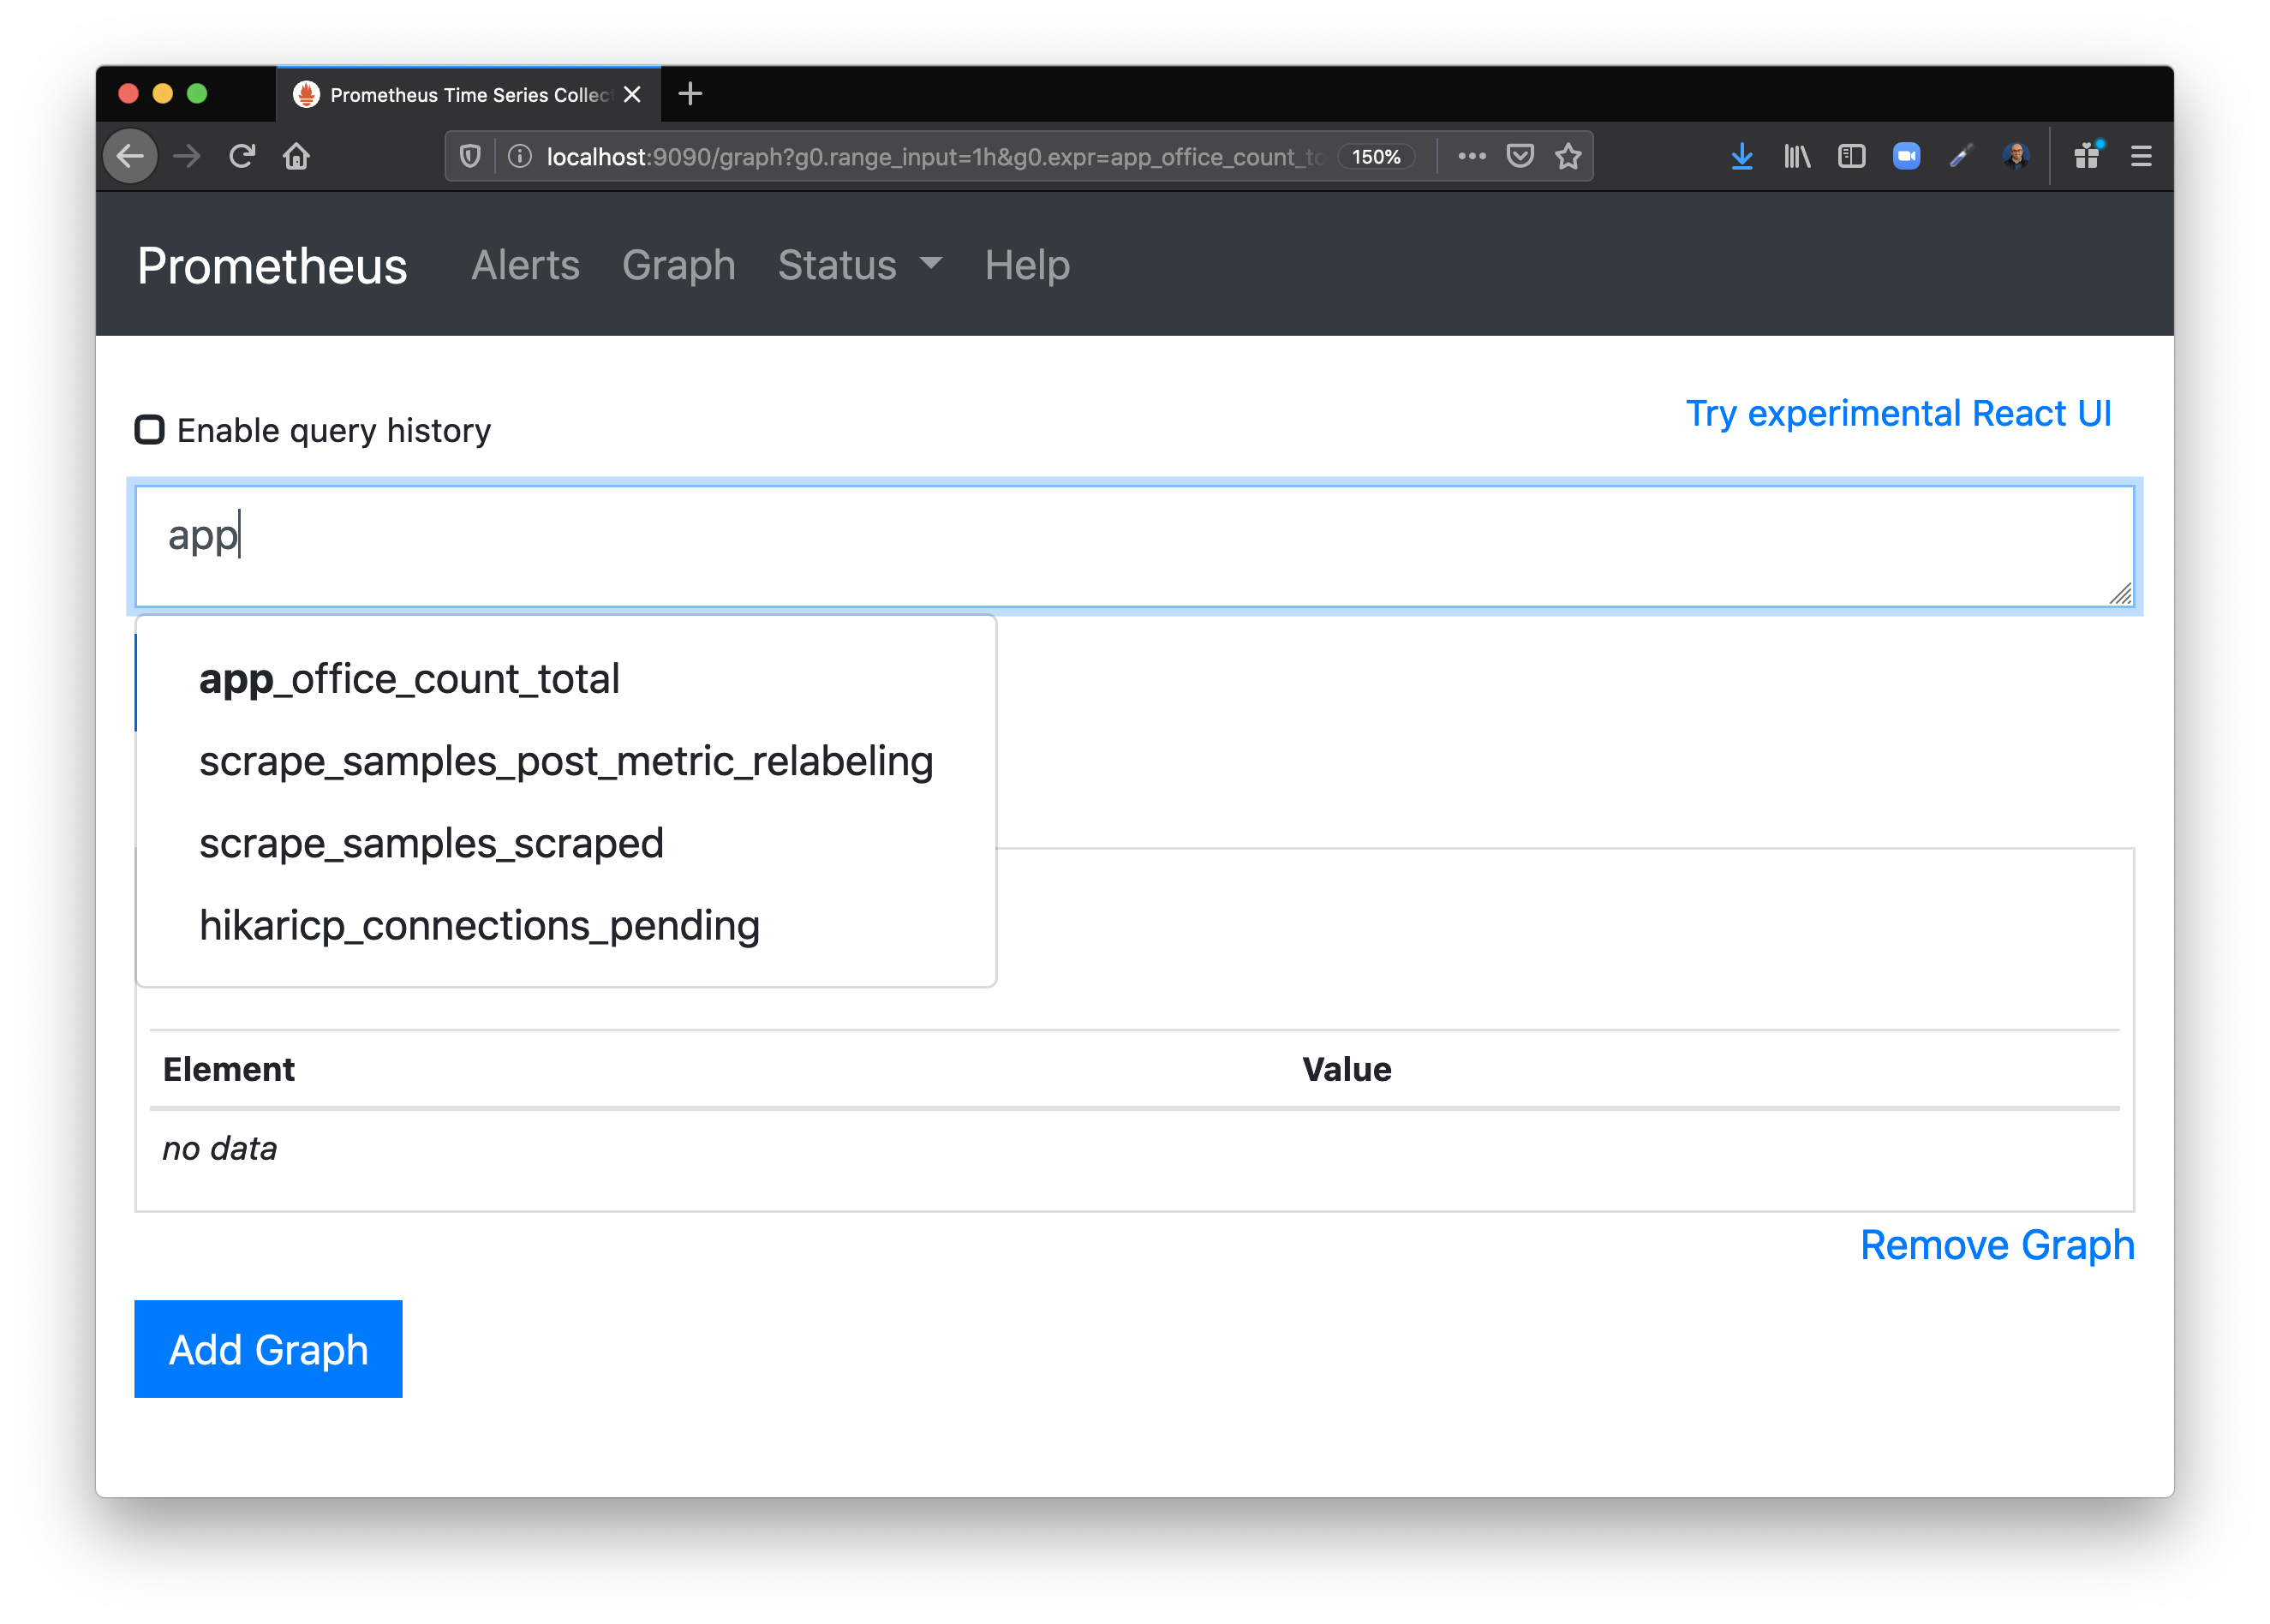 Prometheus Time Series Collec
localhost:9090/graph?g0.range_input=1h&g0.expr=app_office_count_to
150%
Prometheus Alerts Graph Status Help
Try experimental React UI
Enable query history
app
app_office_count_total
scrape_samples_post_metric_relabeling
scrape_samples_scraped
hikaricp_connections_pending
Element Value
no data
Remove Graph
Add Graph